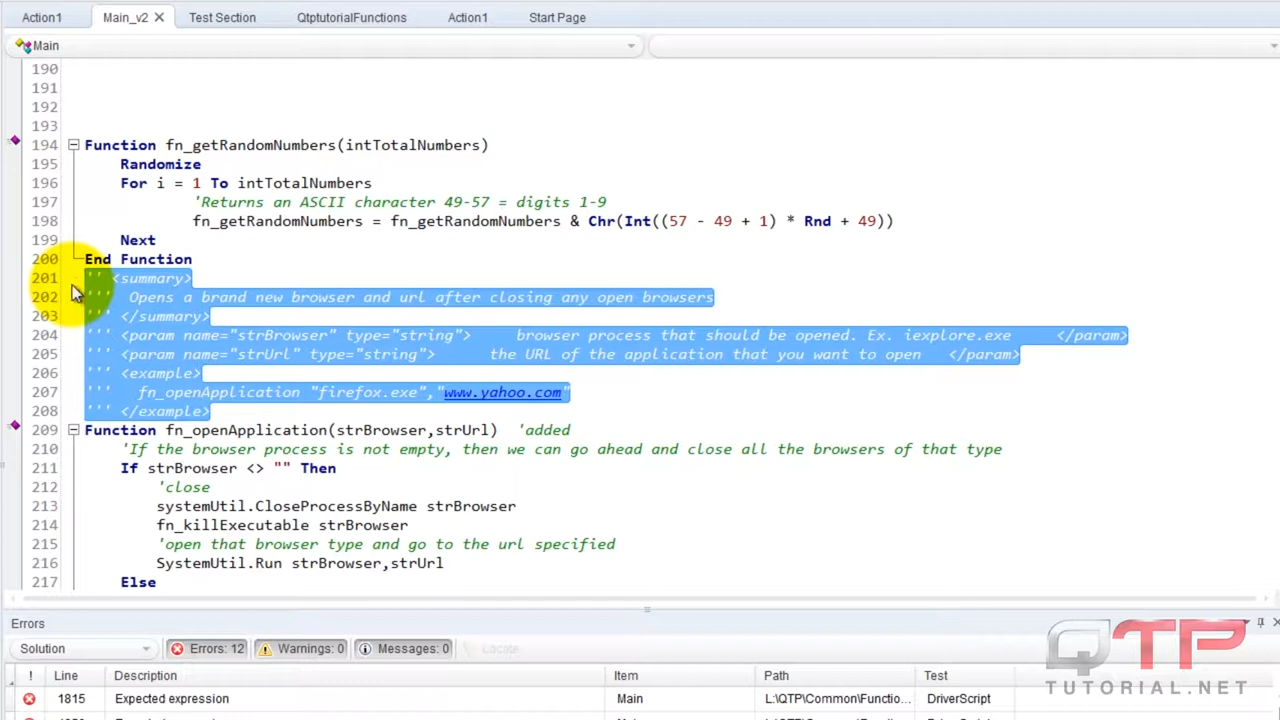 Action1 Main_v2 Test Section QtptutorialFunctions Action1 Start Page
Main
190
191
192
193
194 Function fn_getRandomNumbers(intTotalNumbers)
195 Randomize
196 For i = 1 To intTotalNumbers
197 'Returns an ASCII character 49-57 = digits 1-9
198 fn_getRandomNumbers = fn_getRandomNumbers & Chr(Int((57 - 49 + 1) * Rnd + 49))
199 Next
200 End Function
201 '' <summary>
202 ''' Opens a brand new browser and url after closing any open browsers
203 ''' </summary>
204 ''' <param name="strBrowser" type="string"> browser process that should be opened. Ex. iexplore.exe </param>
205 ''' <param name="strUrl" type="string"> the URL of the application that you want to open </param>
206 ''' <example>
207 ''' fn_openApplication "firefox.exe","www.yahoo.com"
208 ''' </example>
209 Function fn_openApplication(strBrowser,strUrl) 'added
210 'If the browser process is not empty, then we can go ahead and close all the browsers of that type
211 If strBrowser <> "" Then
212 'close
213 systemUtil.CloseProcessByName strBrowser
214 fn_killExecutable strBrowser
215 'open that browser type and go to the url specified
216 SystemUtil.Run strBrowser,strUrl
217 Else
Errors
Solution Errors: 12 Warnings: 0 Messages: 0 Locate
! Line Description Item Path Test
1815 Expected expression Main L:\QTP\Common\Functio... DriverScript
QTP
TUTORIAL.NET